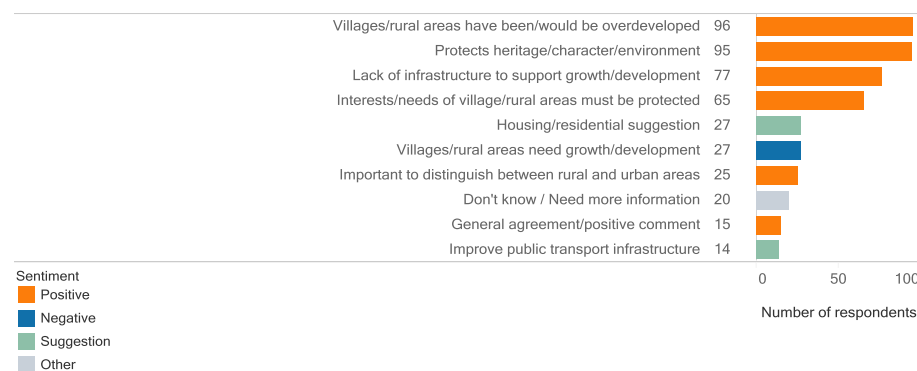 Villages/rural areas have been/would be overdeveloped 96
Protects heritage/character/environment 95
Lack of infrastructure to support growth/development 77
Interests/needs of village/rural areas must be protected 65
Housing/residential suggestion 27
Villages/rural areas need growth/development 27
Important to distinguish between rural and urban areas 25
Don't know / Need more information 20
General agreement/positive comment 15
Improve public transport infrastructure 14
0 50 100
Number of respondents
Sentiment
Positive
Negative
Suggestion
Other